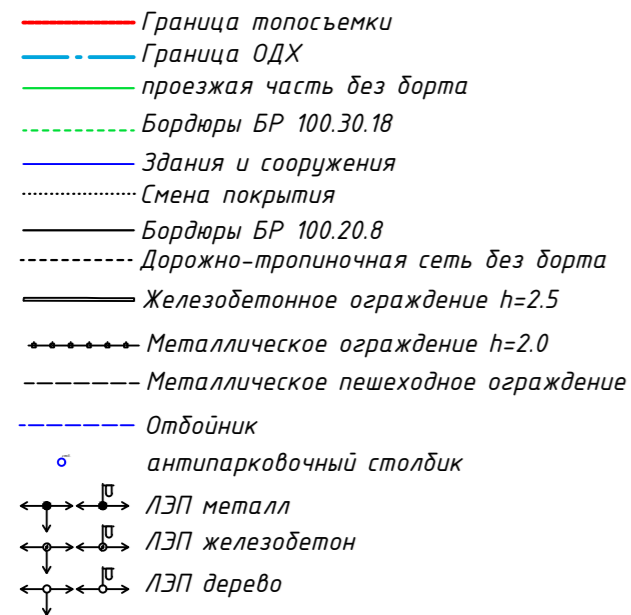 Граница топосъемки
Граница ОДХ
проезжая часть без борта
Бордюры БР 100.30.18
Здания и сооружения
Смена покрытия
Бордюры БР 100.20.8
Дорожно-тропиночная сеть без борта
Железобетонное ограждение h=2.5
Металлическое ограждение h=2.0
Металлическое пешеходное ограждение
Отбойник
антипарковочный столбик
ЛЭП металл
ЛЭП железобетон
ЛЭП дерево